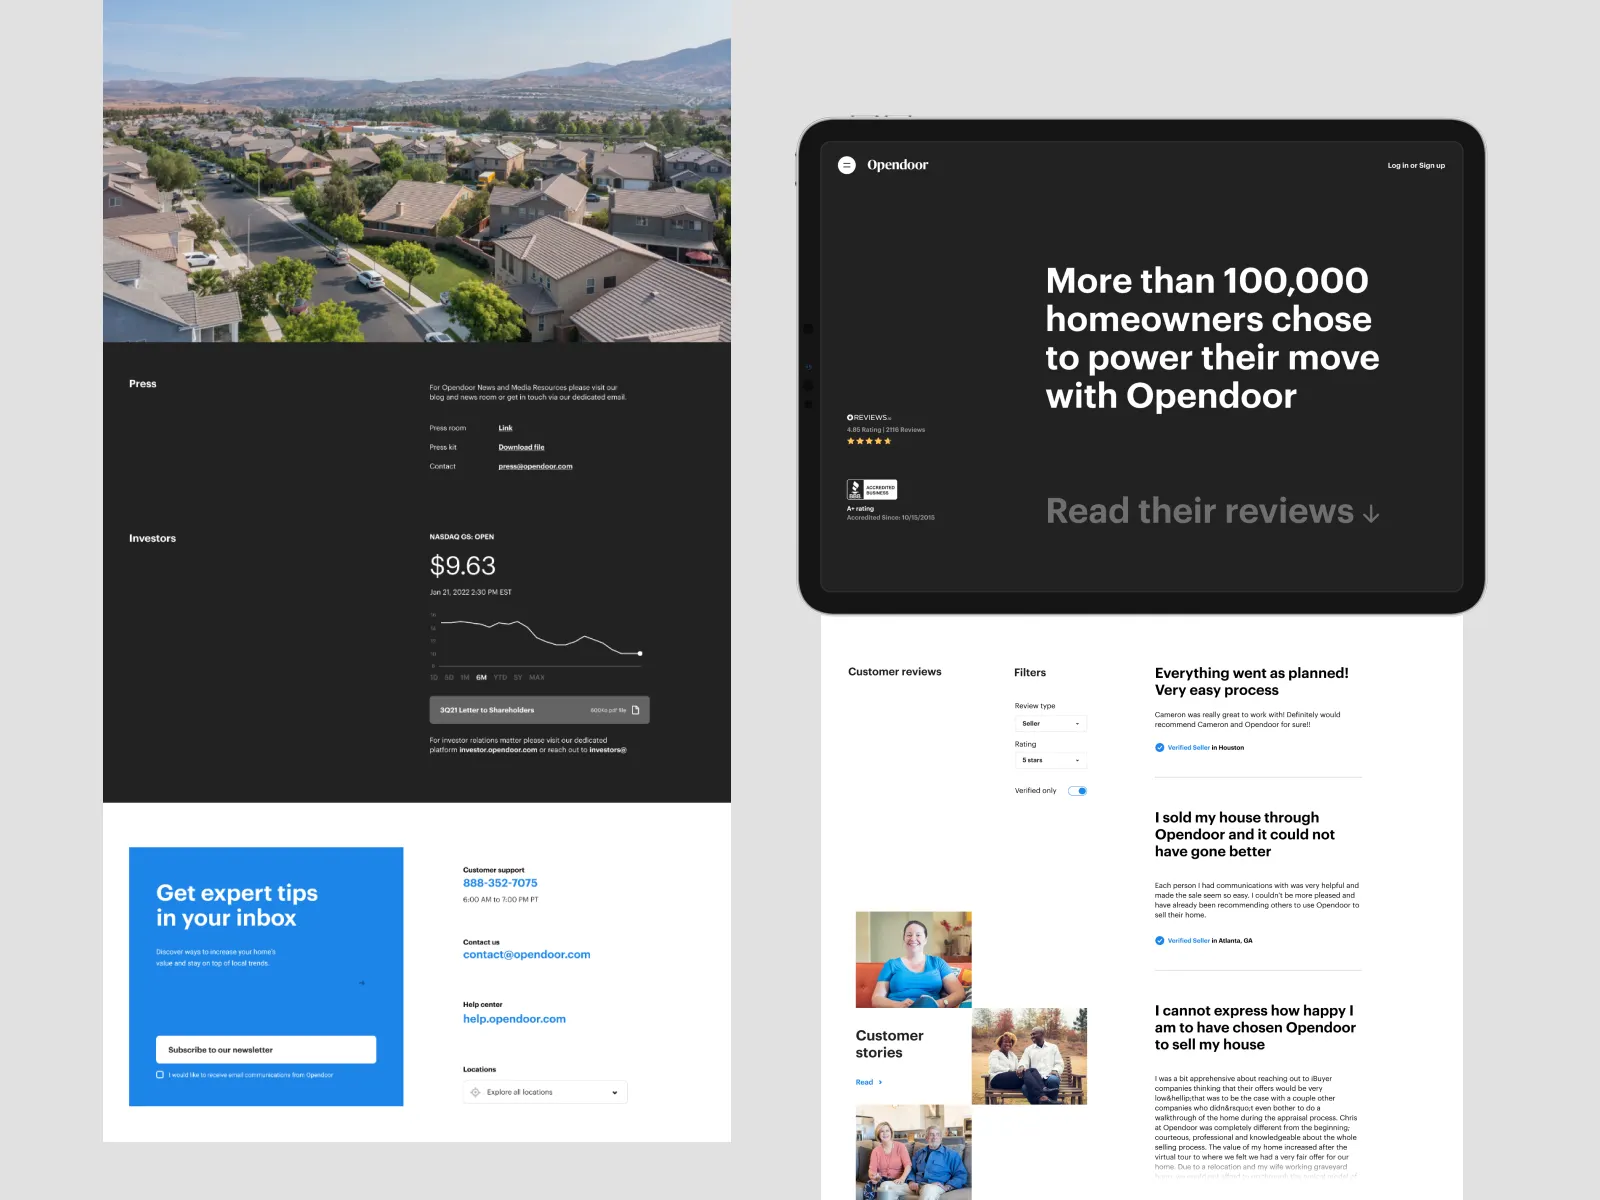 Press
For Opendoor News and Media Resources please visit our
blog and news room or get in touch via our dedicated email.
Press room Link
Press kit Download file
Contact press@opendoor.com
Investors
NASDAQ GS: OPEN
$9.63
Jan 21, 2022 2:30 PM EST
1D 5D 1M 6M YTD 5Y MAX
3Q21 Letter to Shareholders
For investor relations matter please visit our dedicated
platform investor.opendoor.com or reach out to investors@
Get expert tips
in your inbox
Discover ways to increase your home's
value and stay on top of local trends.
Subscribe to our newsletter
I would like to receive email communications from Opendoor
Customer support
888-352-7075
6:00 AM to 7:00 PM PT
Contact us
contact@opendoor.com
Help center
help.opendoor.com
Locations
Explore all locations
Opendoor
Log in or Sign up
More than 100,000
homeowners chose
to power their move
with Opendoor
REVIEWS.io
4.85 Rating | 2116 Reviews
ACCREDITED
BUSINESS
A+ rating
Accredited Since: 10/15/2015
Read their reviews ↓
Customer reviews
Filters
Review type
Seller
Rating
5 stars
Verified only
Customer
stories
Read
Everything went as planned!
Very easy process
Cameron was really great to work with! Definitely would
recommend Cameron and Opendoor for sure!!
Verified Seller in Houston
I sold my house through
Opendoor and it could not
have gone better
Each person I had communications with was very helpful and
made the sale seem so easy. I couldn't be more pleased and
have already been recommending others to use Opendoor to
sell their home.
Verified Seller in Atlanta, GA
I cannot express how happy I
am to have chosen Opendoor
to sell my house
I was a bit apprehensive about reaching out to iBuyer
companies thinking that their offers would be very
low&hellip;that was to be the case with a couple other
companies who didn&rsquo;t even bother to do a
walkthrough of the home during the appraisal process. Chris
at Opendoor was completely different from the beginning;
courteous, professional and knowledgeable about the whole
selling process. The value of my home increased after the
virtual tour to where we felt we had a very fair offer for our
home. Due to a relocation and my wife working graveyard